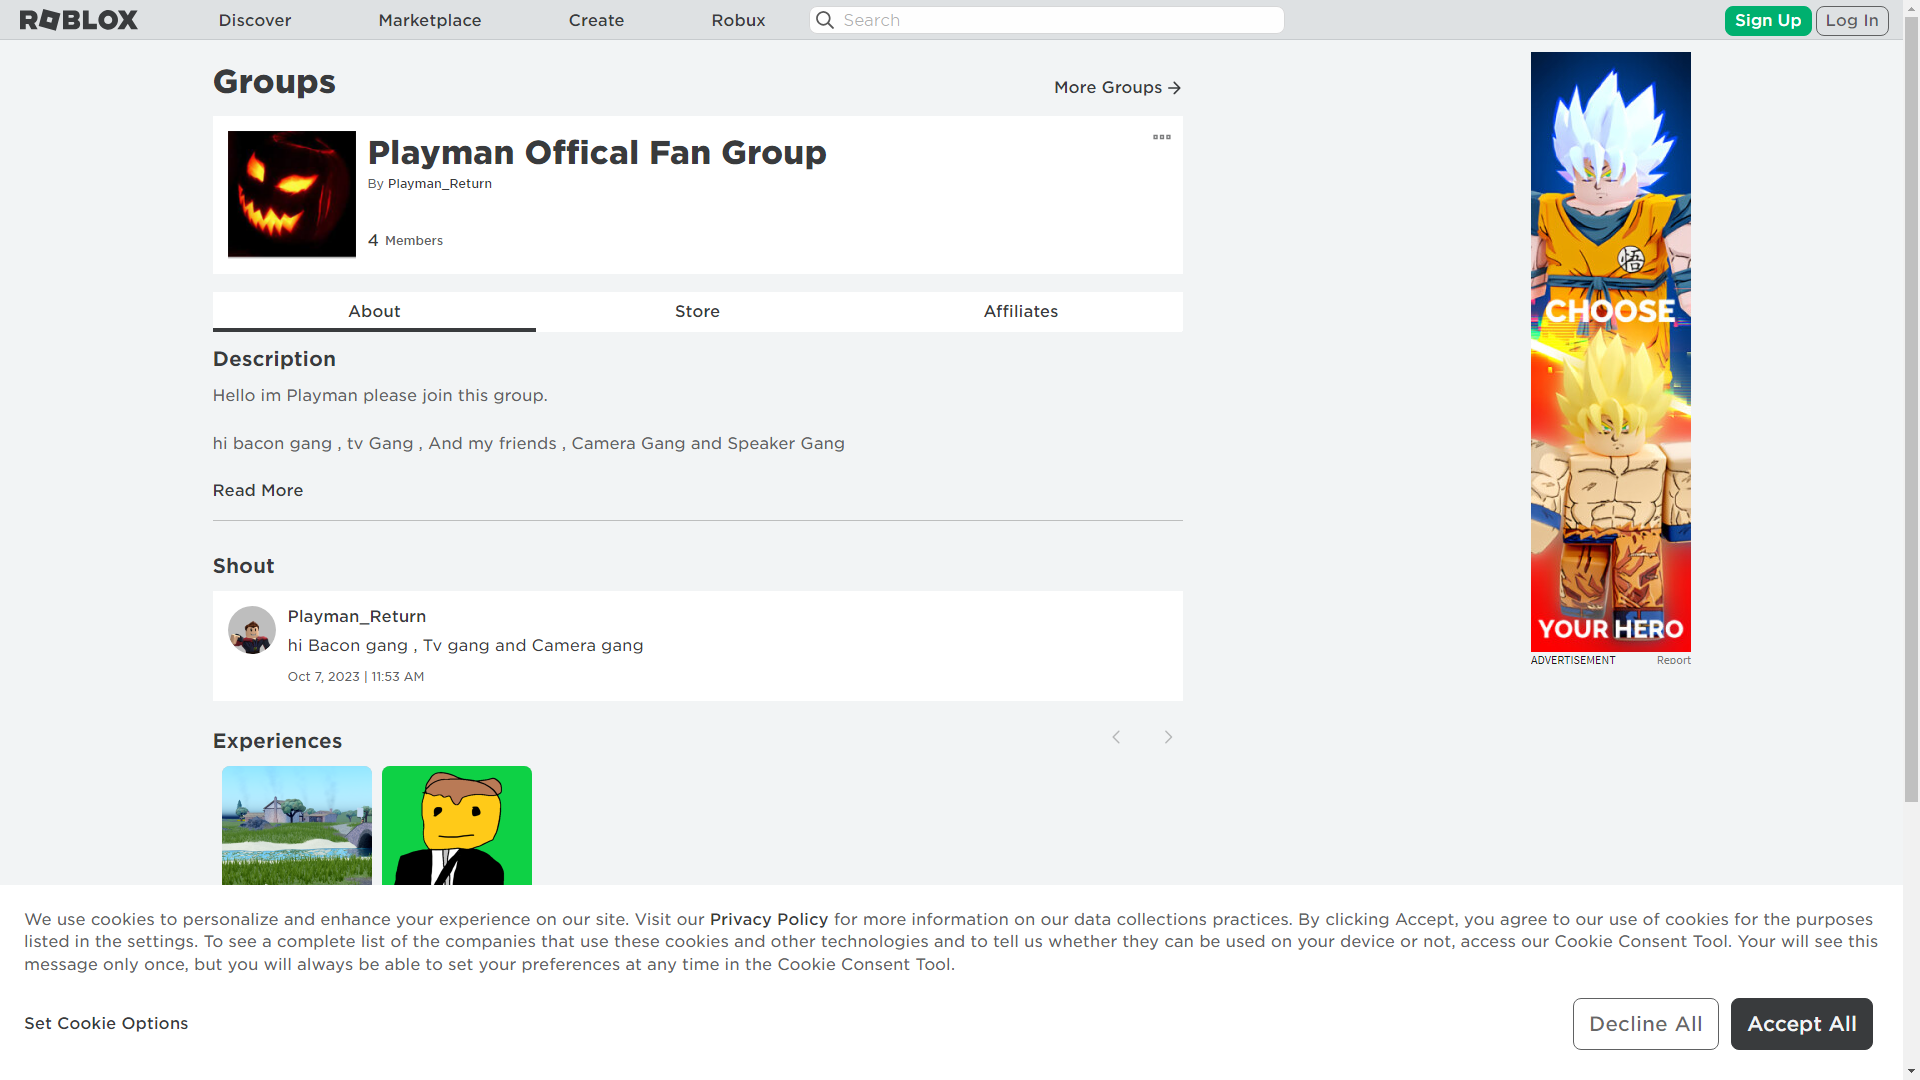 ROBLOX
Discover
Marketplace
Create
Robux
Search
Sign Up
Log In
Groups
More Groups
Playman Offical Fan Group
By Playman_Return
4 Members
About
Store
Affiliates
Description
Hello im Playman please join this group.
hi bacon gang , tv Gang , And my friends , Camera Gang and Speaker Gang
Read More
Shout
Playman_Return
hi Bacon gang , Tv gang and Camera gang
Oct 7, 2023 | 11:53 AM
Experiences
悟
CHOOSE
YOUR HERO
ADVERTISEMENT
Report
We use cookies to personalize and enhance your experience on our site. Visit our Privacy Policy for more information on our data collections practices. By clicking Accept, you agree to our use of cookies for the purposes
listed in the settings. To see a complete list of the companies that use these cookies and other technologies and to tell us whether they can be used on your device or not, access our Cookie Consent Tool. Your will see this
message only once, but you will always be able to set your preferences at any time in the Cookie Consent Tool.
Set Cookie Options
Decline All
Accept All